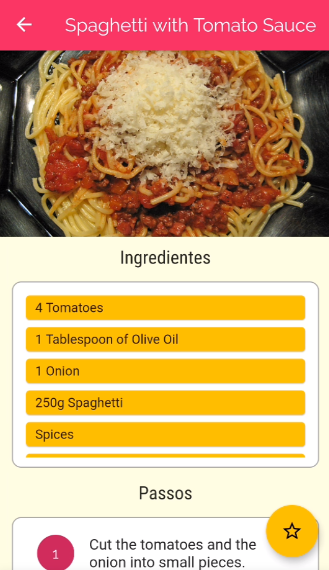 Spaghetti with Tomato Sauce
Ingredientes
4 Tomatoes
1 Tablespoon of Olive Oil
1 Onion
250g Spaghetti
Spices
Passos
1
Cut the tomatoes and the
onion into small pieces.